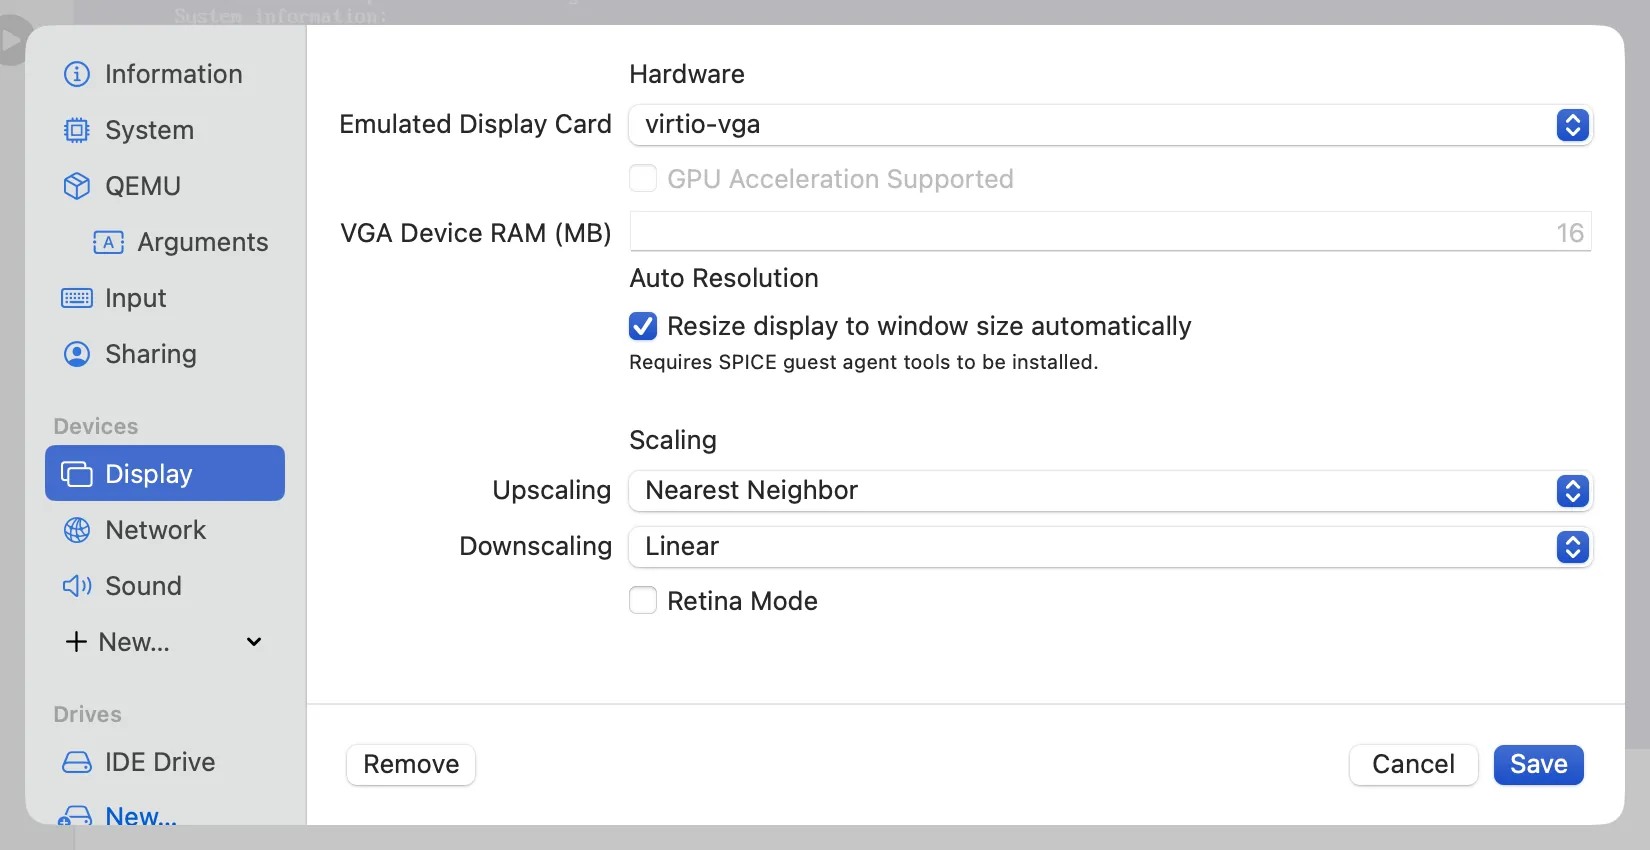 System information:
Information
System
QEMU
A
Arguments
Input
Sharing
Devices
Display
Network
Sound
New...
Drives
IDE Drive
New...
Hardware
Emulated Display Card
virtio-vga
GPU Acceleration Supported
VGA Device RAM (MB)
16
Auto Resolution
Resize display to window size automatically
Requires SPICE guest agent tools to be installed.
Scaling
Upscaling
Nearest Neighbor
Downscaling
Linear
Retina Mode
Remove
Cancel
Save